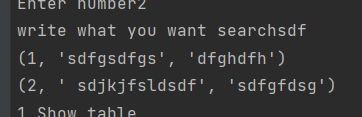 Enter number2
write what you want searchsdf
(1, 'sdfgsdfgs', 'dfghdfh')
(2, ' sdjkjfsldsdf', 'sdfgfdsg')
1 Show table